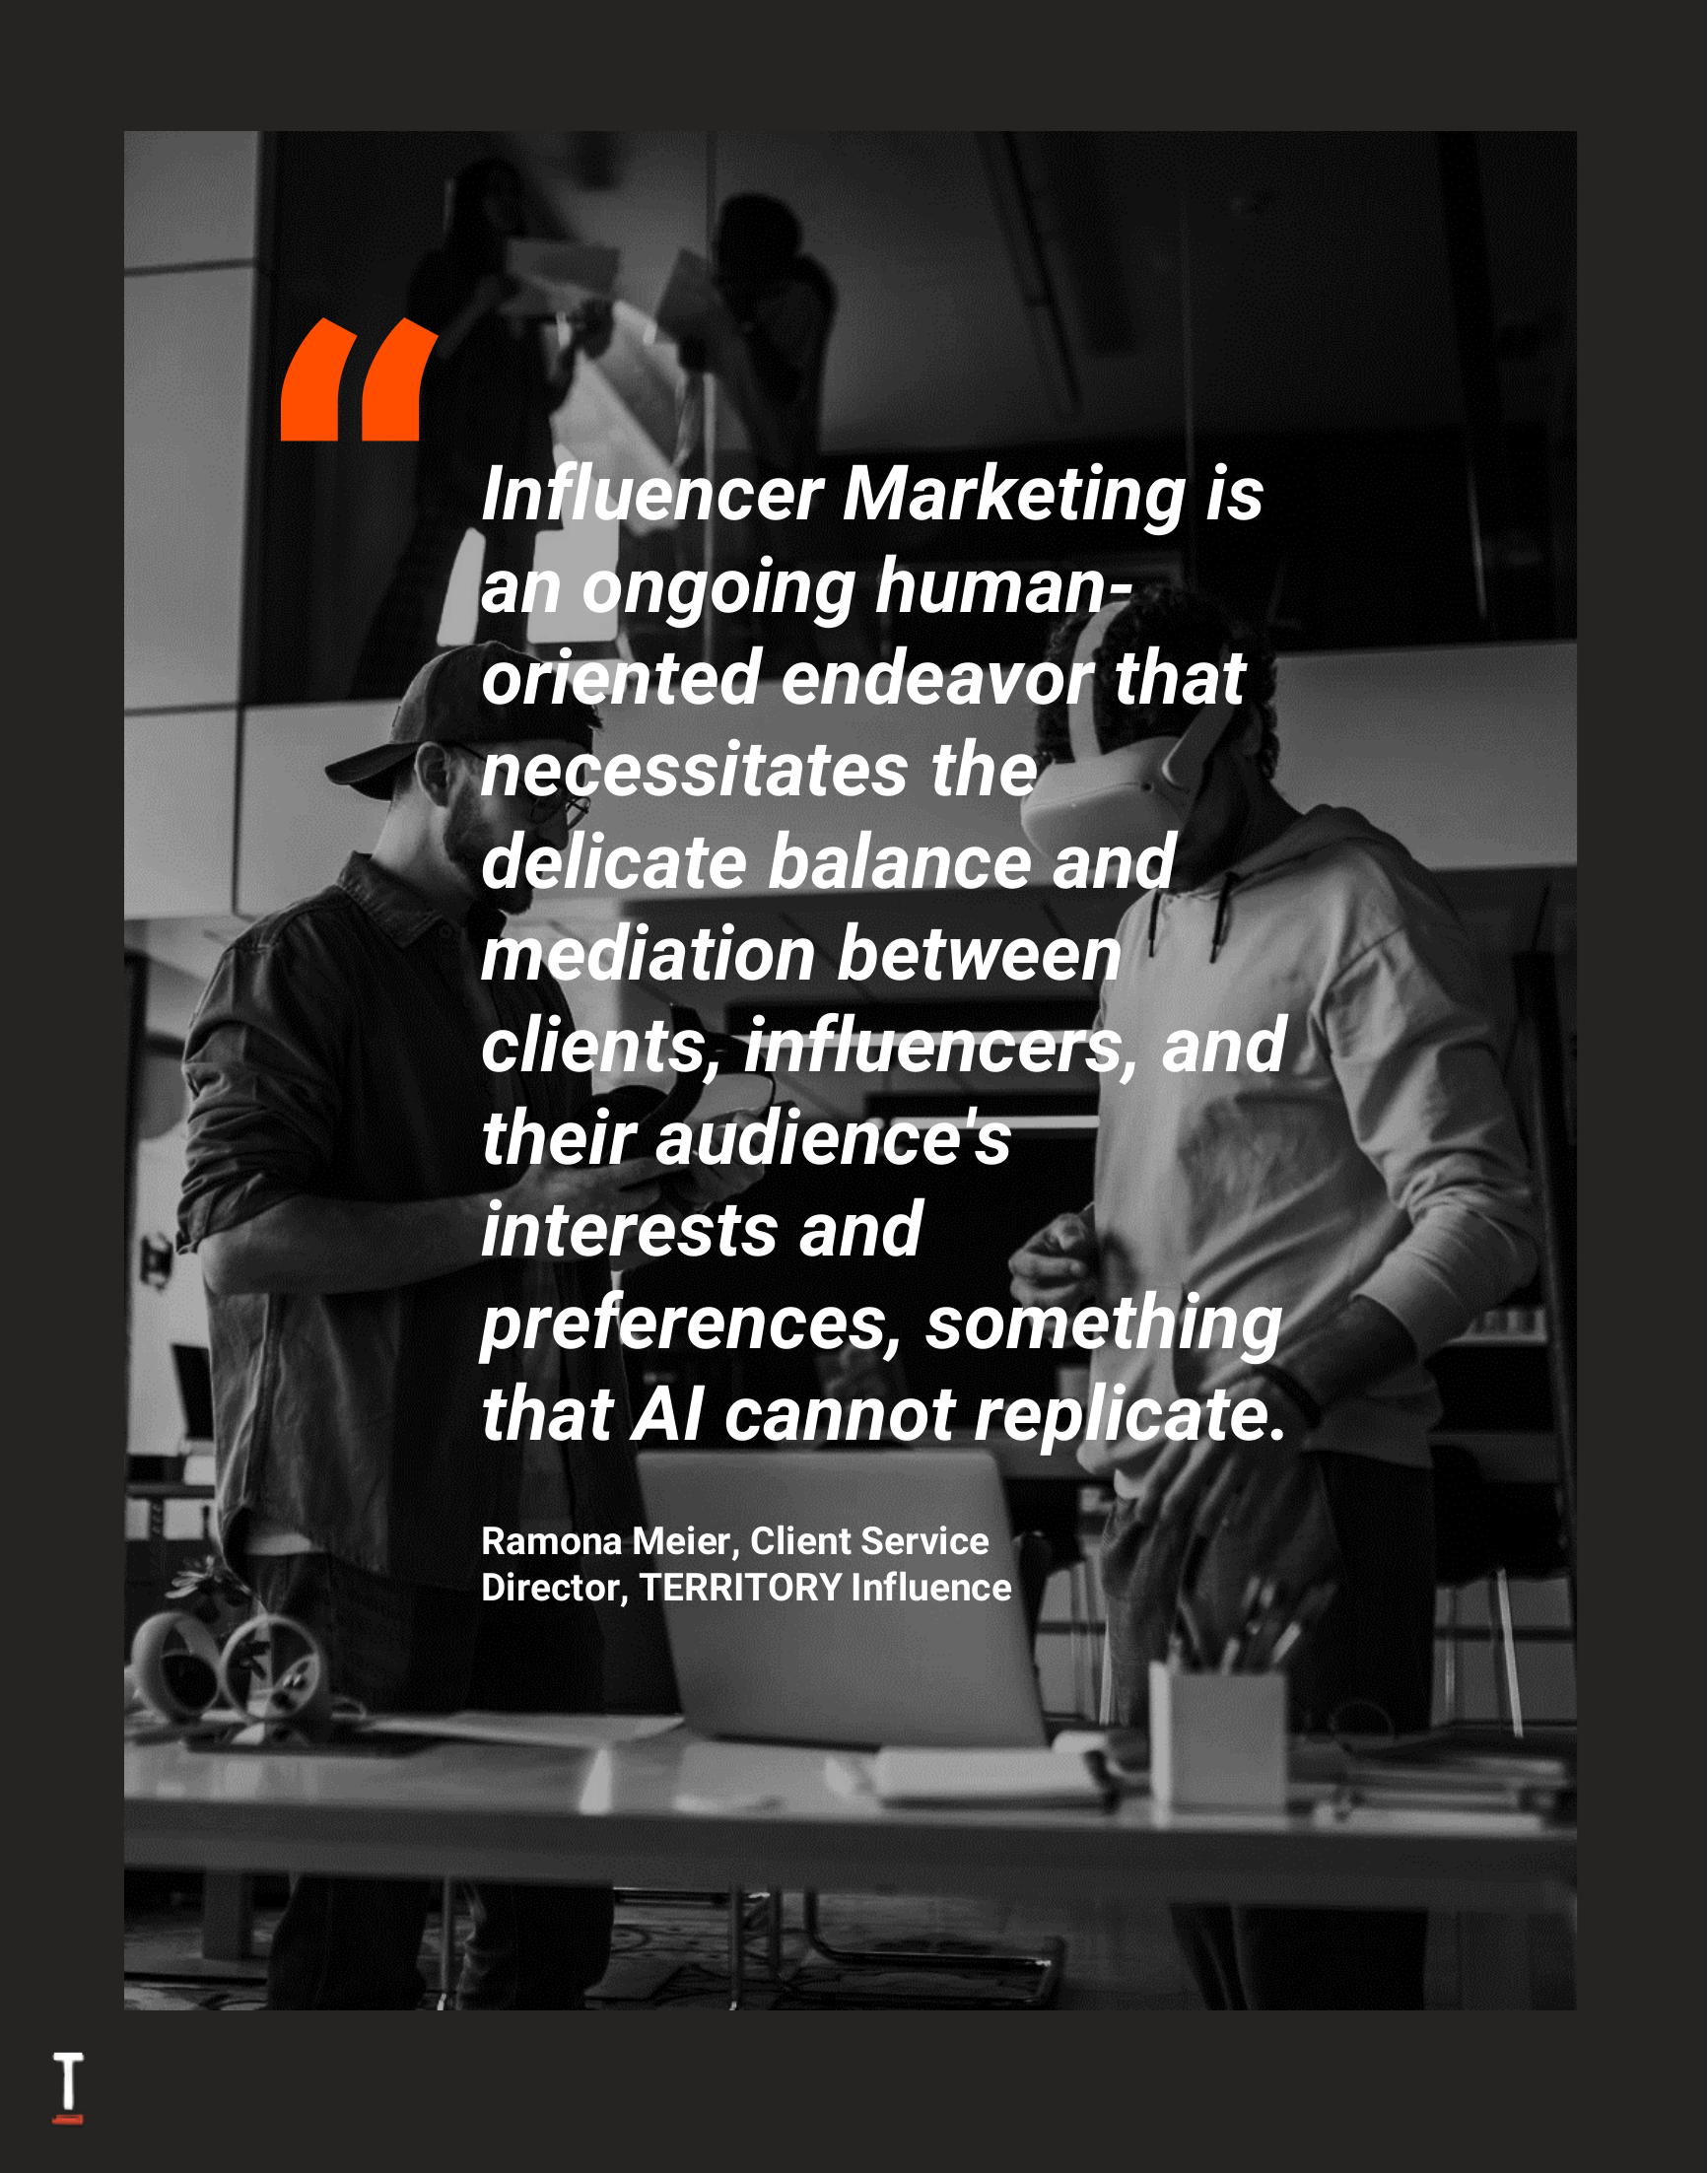 “
Influencer Marketing is
an ongoing human-
oriented endeavor that
necessitates the
delicate balance and
mediation between
clients, influencers, and
their audience's
interests and
preferences, something
that AI cannot replicate.
Ramona Meier, Client Service
Director, TERRITORY Influence
T